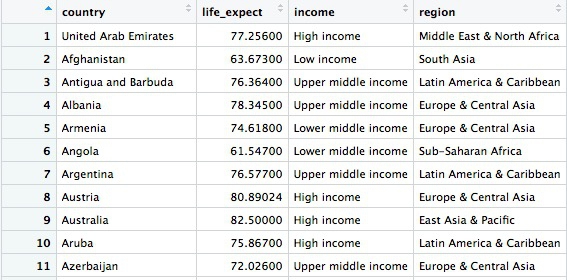 country life_expect income region
1 United Arab Emirates 77.25600 High income Middle East & North Africa
2 Afghanistan 63.67300 Low income South Asia
3 Antigua and Barbuda 76.36400 Upper middle income Latin America & Caribbean
4 Albania 78.34500 Upper middle income Europe & Central Asia
5 Armenia 74.61800 Lower middle income Europe & Central Asia
6 Angola 61.54700 Lower middle income Sub-Saharan Africa
7 Argentina 76.57700 Upper middle income Latin America & Caribbean
8 Austria 80.89024 High income Europe & Central Asia
9 Australia 82.50000 High income East Asia & Pacific
10 Aruba 75.86700 High income Latin America & Caribbean
11 Azerbaijan 72.02600 Upper middle income Europe & Central Asia